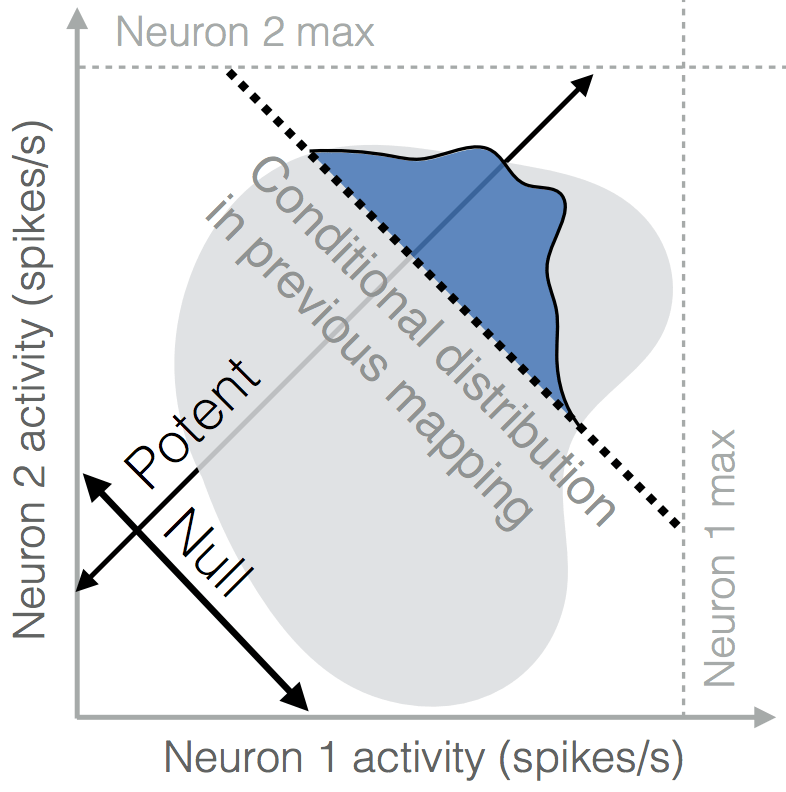 Neuron 2 max
Neuron 2 activity (spikes/s)
Conditional distribution
in previous mapping
Potent
Null
Neuron 1 max
Neuron 1 activity (spikes/s)